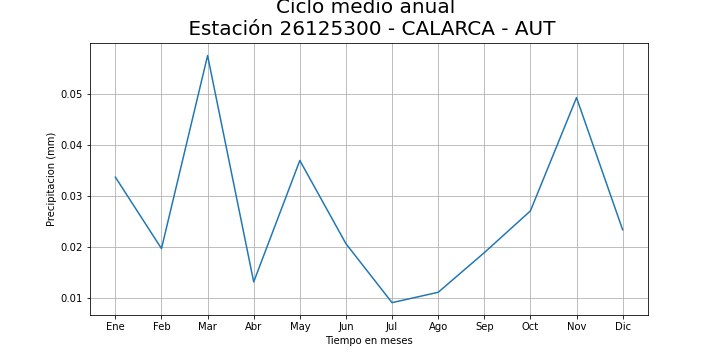 Ciclo medio anual
Estación 26125300 - CALARCA - AUT
0.05
0.04
0.03
0.02
0.01
Precipitacion (mm)
Ene Feb Mar Abr May Jun Jul Ago Sep Oct Nov Dic
Tiempo en meses